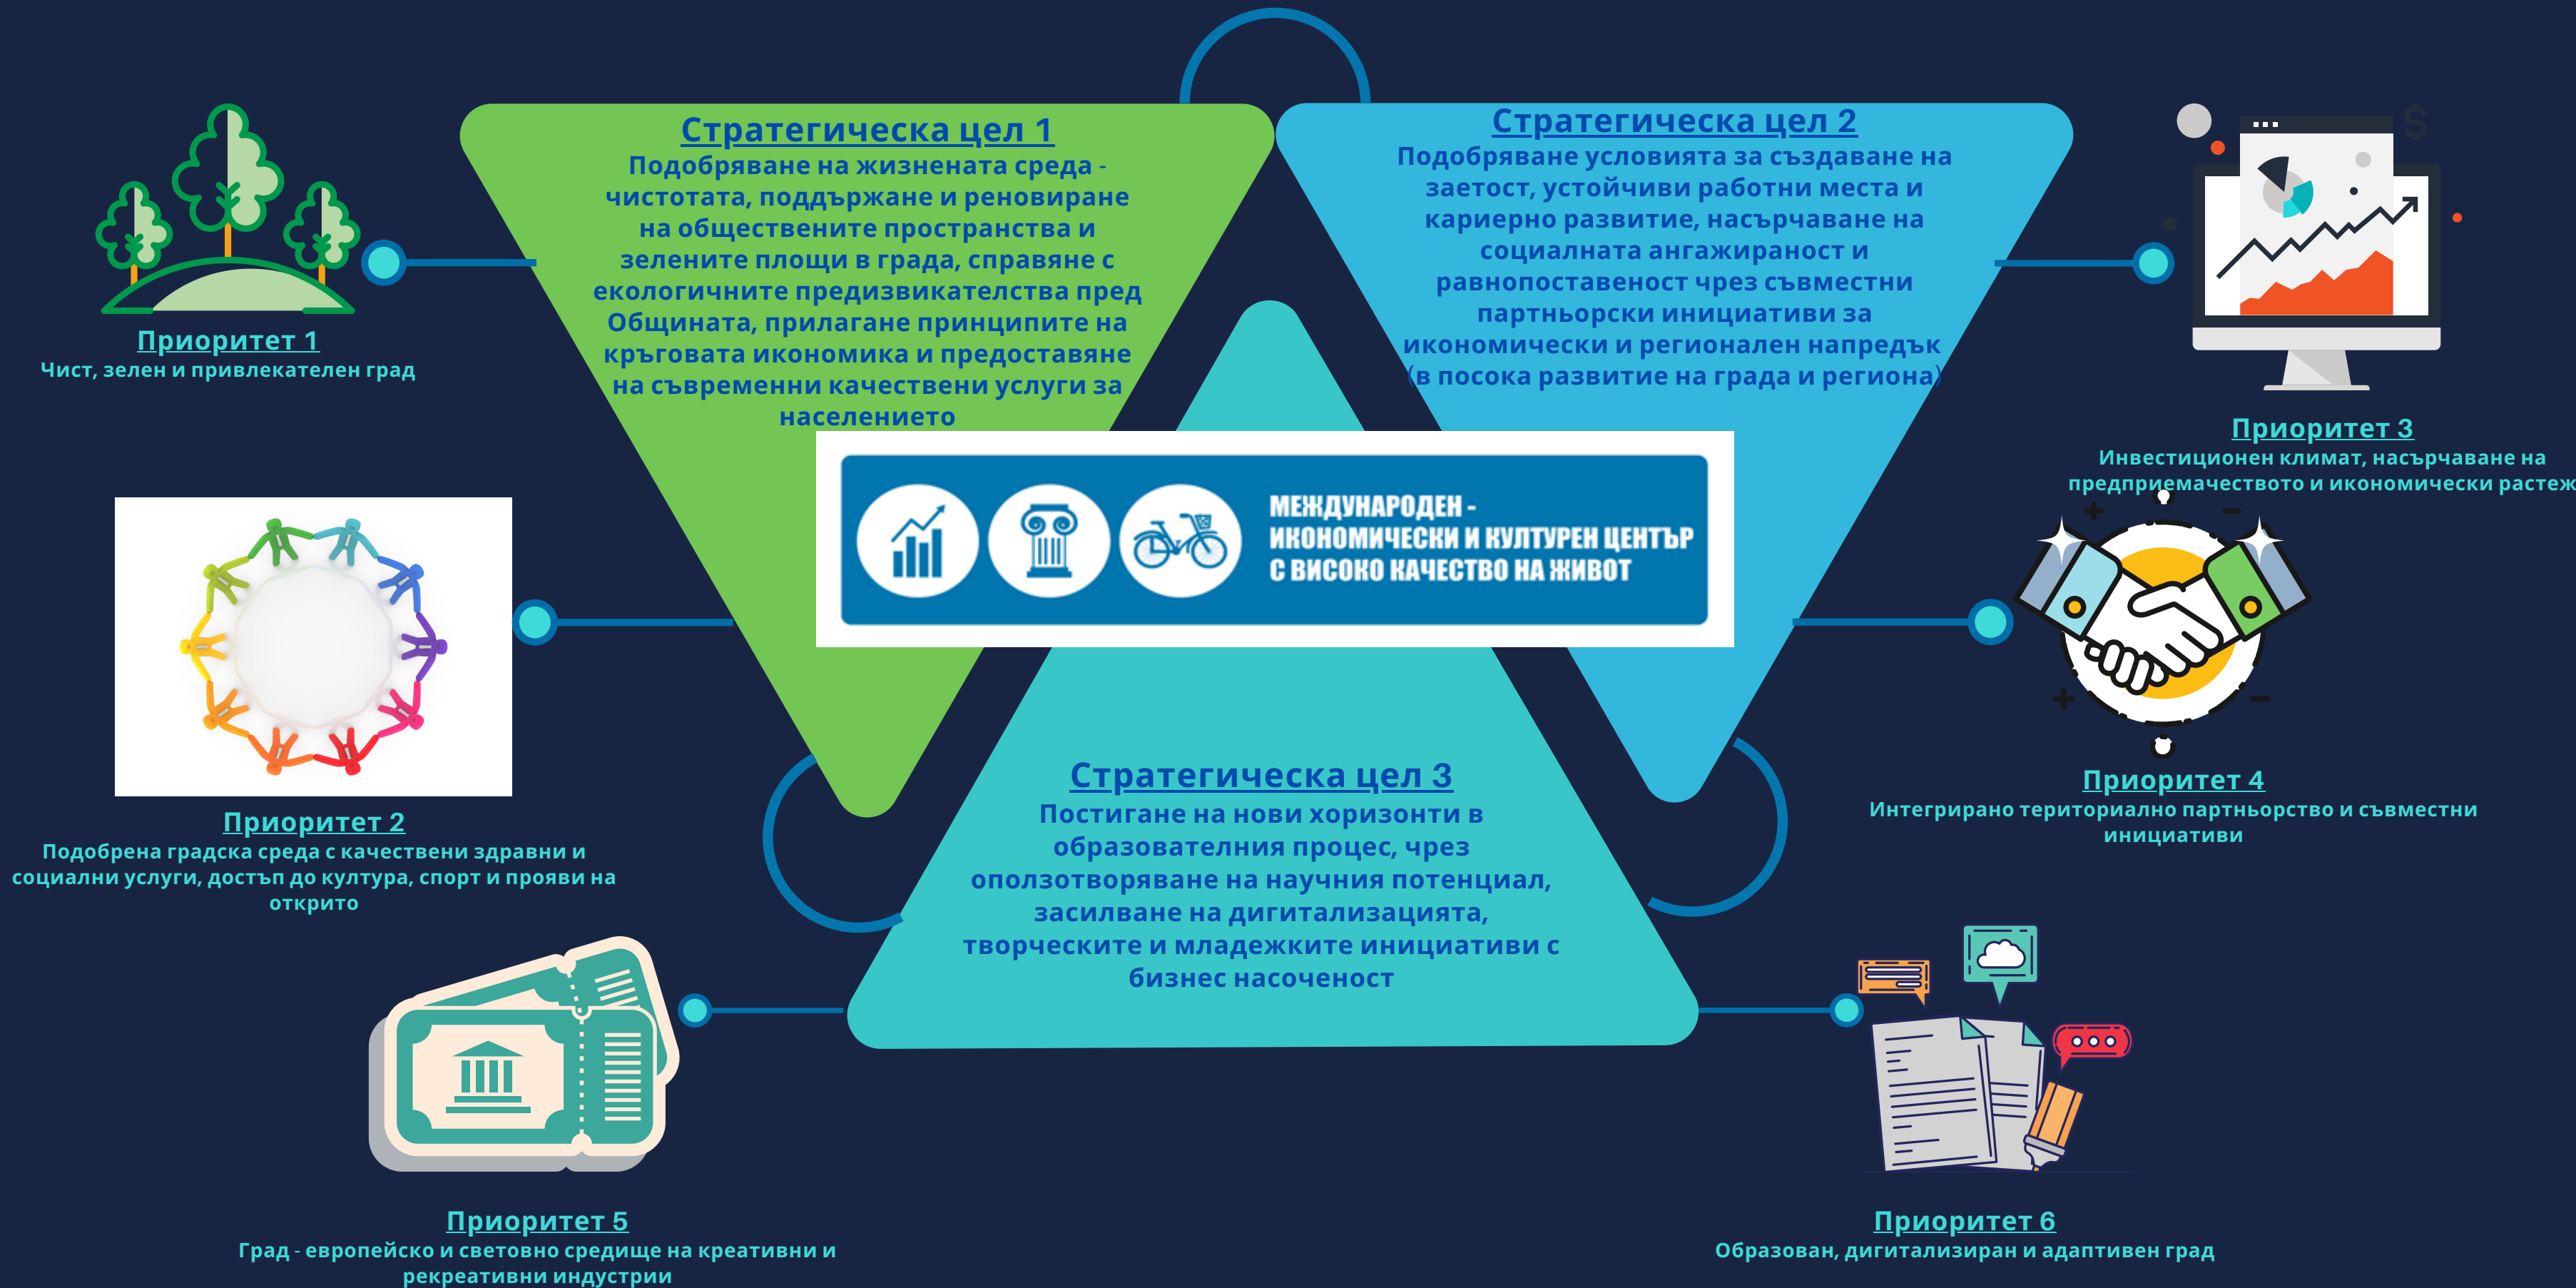 Стратегическа цел 1
Подобряване на жизнената среда -
чистотата, поддържане и реновиране
на обществените пространства и
зелените площи в града, справяне с
екологичните предизвикателства пред
Общината, прилагане принципите на
кръговата икономика и предоставяне
на съвременни качествени услуги за
населението
Стратегическа цел 2
Подобряване условията за създаване на
заетост, устойчиви работни места и
кариерно развитие, насърчаване на
социалната ангажираност и
равнопоставеност чрез съвместни
партньорски инициативи за
икономически и регионален напредък
(в посока развитие на града и региона)
$
Приоритет 1
Чист, зелен и привлекателен град
Приоритет 3
Инвестиционен климат, насърчаване на
предприемачеството и икономически растеж
МЕЖДУНАРОДЕН -
ИКОНОМИЧЕСКИ И КУЛТУРЕН ЦЕНТЪР
С ВИСОКО КАЧЕСТВО НА ЖИВОТ
Приоритет 2
Подобрена градска среда с качествени здравни и
социални услуги, достъп до култура, спорт и прояви на
открито
Стратегическа цел 3
Постигане на нови хоризонти в
образователния процес, чрез
оползотворяване на научния потенциал,
засилване на дигитализацията,
творческите и младежките инициативи с
бизнес насоченост
Приоритет 4
Интегрирано териториално партньорство и съвместни
инициативи
Приоритет 5
Град - европейско и световно средище на креативни и
рекреативни индустрии
Приоритет 6
Образован, дигитализиран и адаптивен град